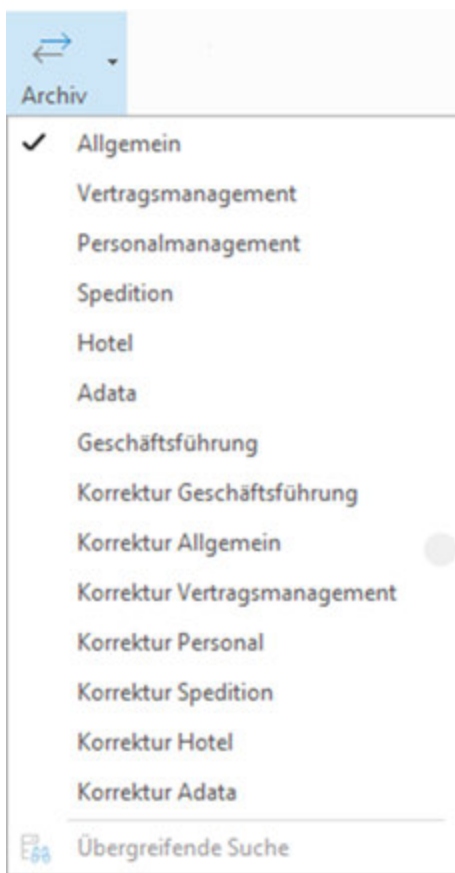 Archiv
Allgemein
Vertragsmanagement
Personalmanagement
Spedition
Hotel
Adata
Geschäftsführung
Korrektur Geschäftsführung
Korrektur Allgemein
Korrektur Vertragsmanagement
Korrektur Personal
Korrektur Spedition
Korrektur Hotel
Korrektur Adata
Übergreifende Suche